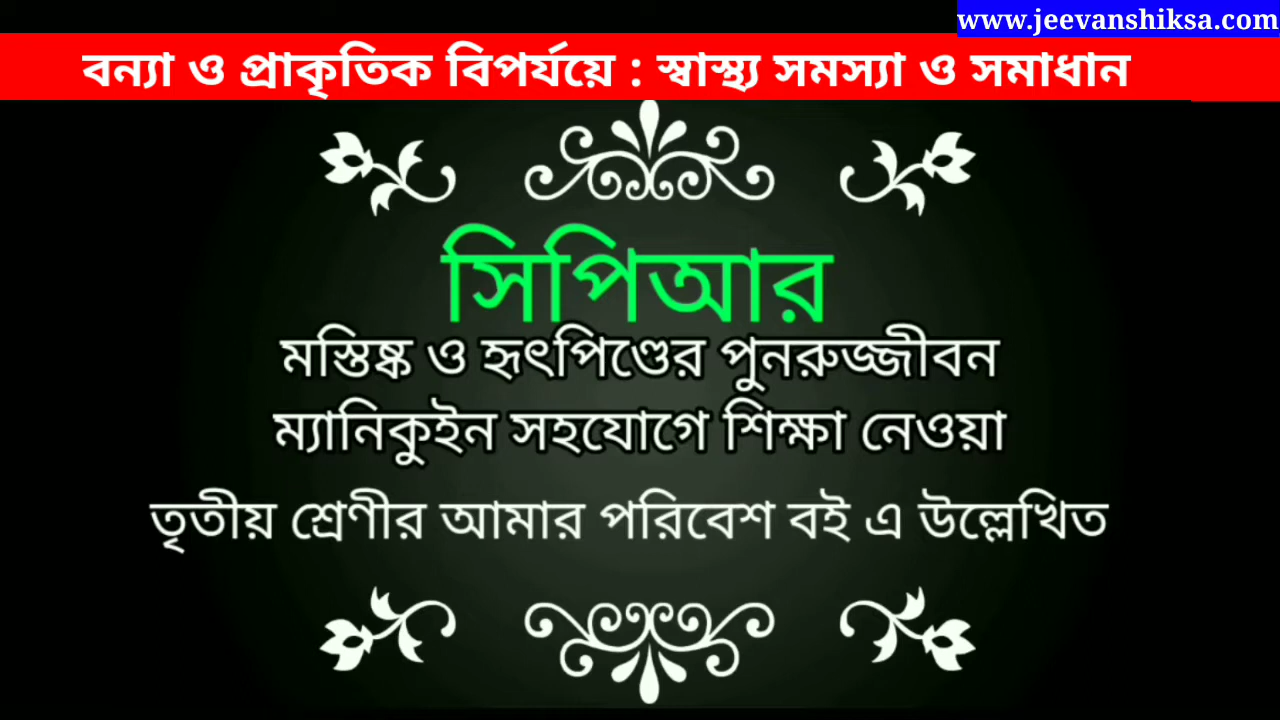 www.jeevanshiksa.com
বন্যা ও প্রাকৃতিক বিপর্যয়ে : স্বাস্থ্য সমস্যা ও সমাধান
সিপিআর
মস্তিষ্ক ও হৃৎপিণ্ডের পুনরুজ্জীবন
ম্যানিকুইন সহযোগে শিক্ষা নেওয়া
তৃতীয় শ্রেণীর আমার পরিবেশ বই এ উল্লেখিত